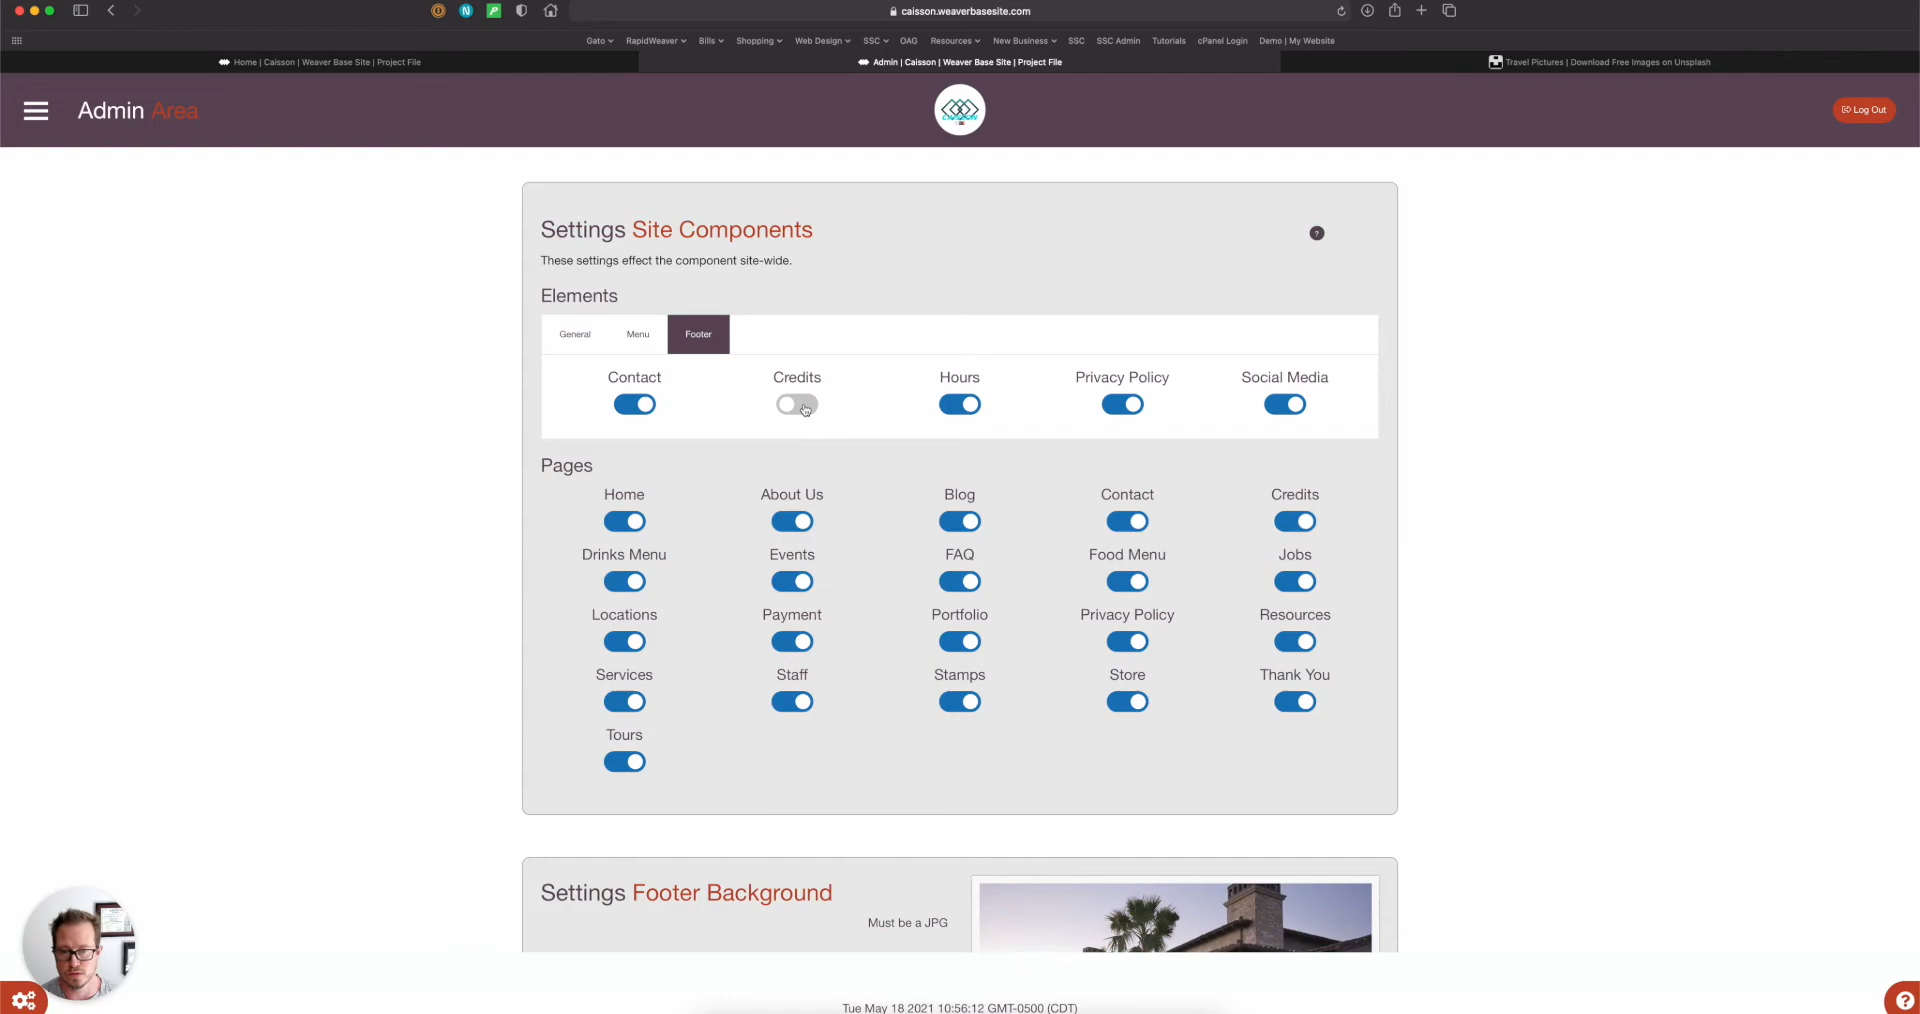 caisson.weaverbasesite.com
Gato RapidWeaver Bills Shopping Web Design SSC OAG Resources New Business SSC SSC Admin Tutorials cPanel Login Demo | My Website
Home | Caisson | Weaver Base Site | Project File
Admin | Caisson | Weaver Base Site | Project File
Travel Pictures | Download Free Images on Unsplash
Admin Area
Log Out
Settings Site Components
?
These settings effect the component site-wide.
Elements
General Menu Footer
Contact Credits Hours Privacy Policy Social Media
Pages
Home About Us Blog Contact Credits
Drinks Menu Events FAQ Food Menu Jobs
Locations Payment Portfolio Privacy Policy Resources
Services Staff Stamps Store Thank You
Tours
Settings Footer Background
Must be a JPG
?
Tue May 18 2021 10:56:12 GMT-0500 (CDT)